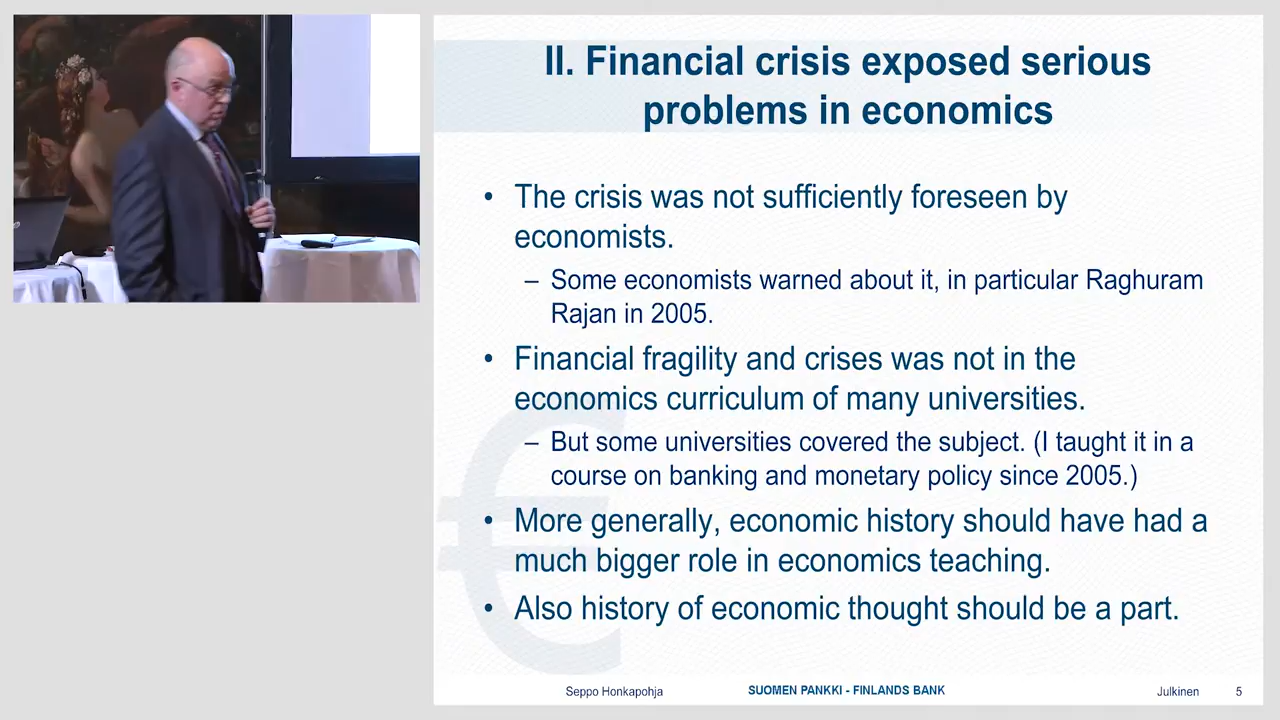 II. Financial crisis exposed serious
problems in economics
• The crisis was not sufficiently foreseen by
economists.
– Some economists warned about it, in particular Raghuram
Rajan in 2005.
• Financial fragility and crises was not in the
economics curriculum of many universities.
– But some universities covered the subject. (I taught it in a
course on banking and monetary policy since 2005.)
• More generally, economic history should have had a
much bigger role in economics teaching.
• Also history of economic thought should be a part.
€
Seppo Honkapohja SUOMEN PANKKI - FINLANDS BANK Julkinen 5